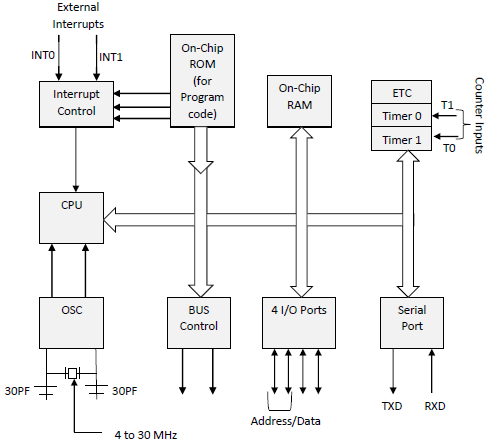 External
Interrupts
INT0
INT1
Interrupt
Control
On-Chip
ROM
(for
Program
code)
On-Chip
RAM
ETC
Timer 0
Timer 1
T1
T0
Counter Inputs
CPU
OSC
BUS
Control
4 I/O Ports
Serial
Port
30PF
30PF
4 to 30 MHz
Address/Data
TXD
RXD